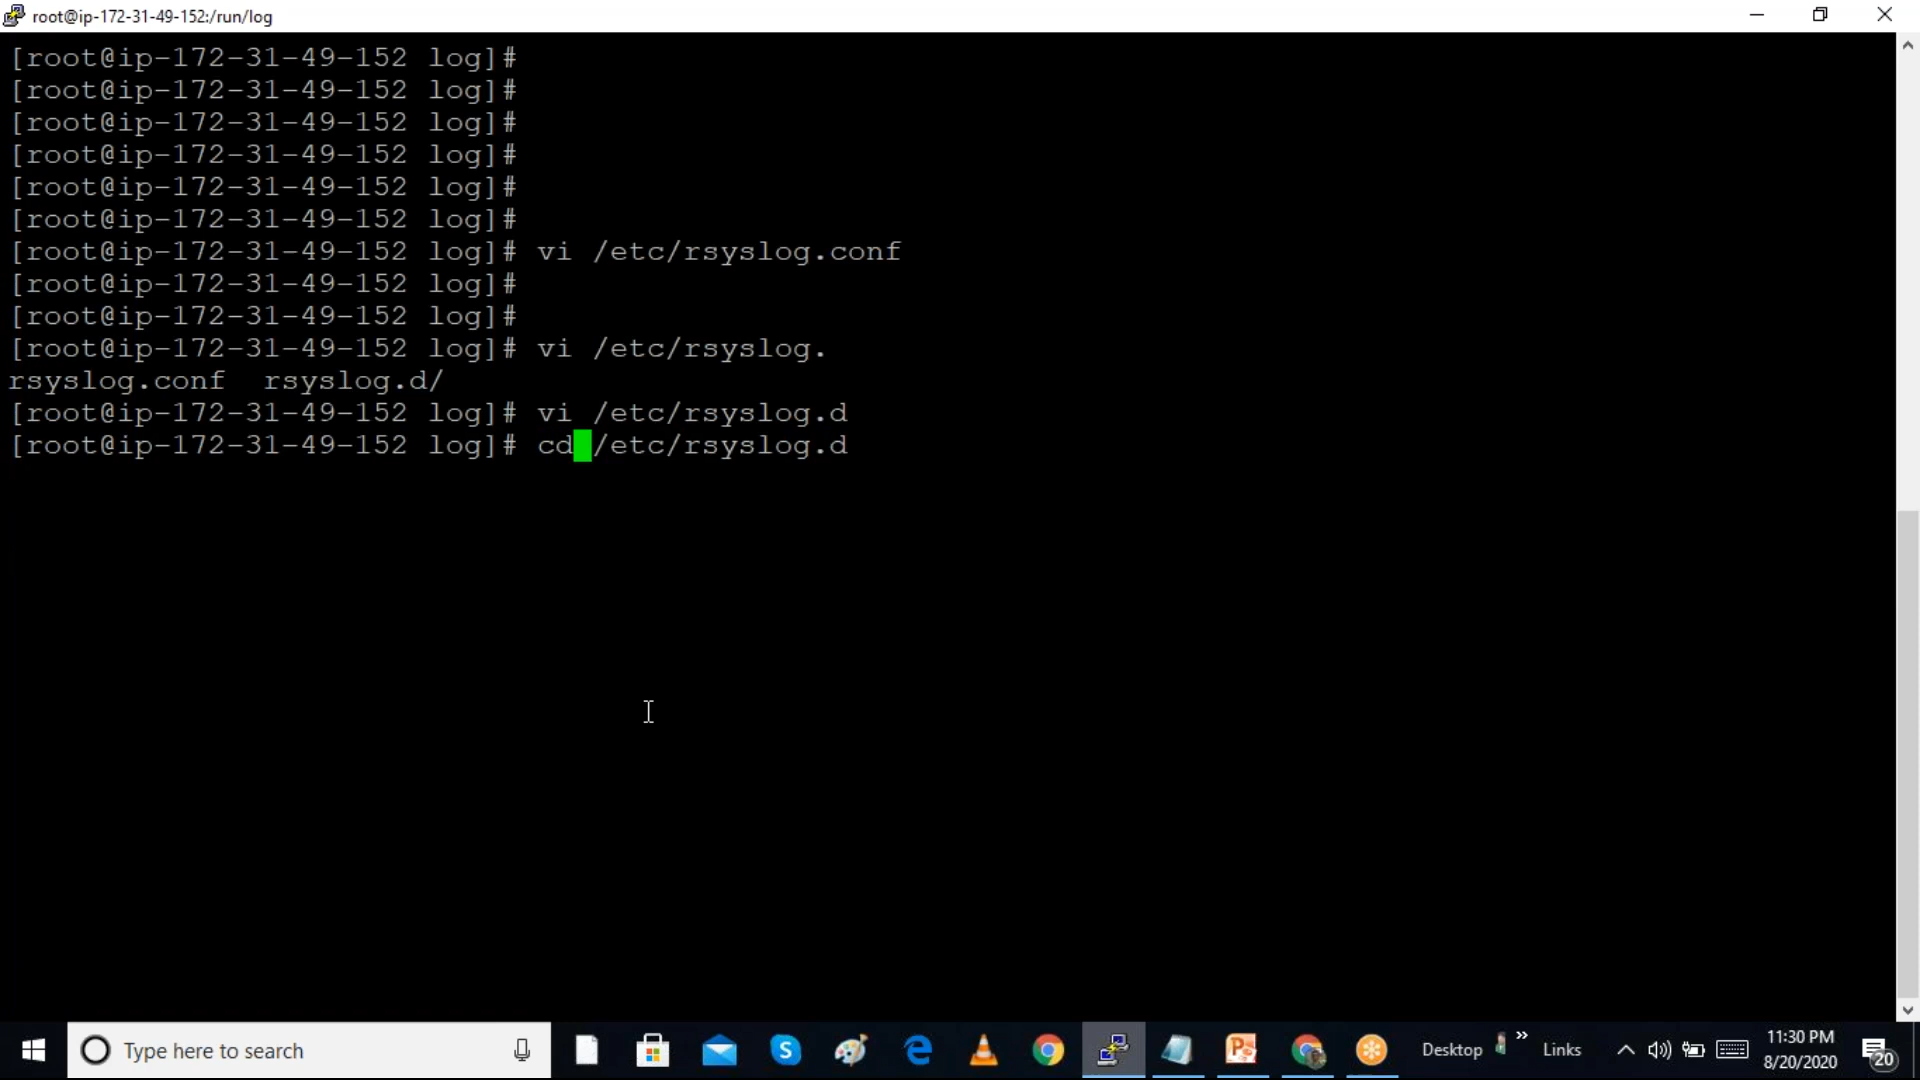 root@ip-172-31-49-152:/run/log
[root@ip-172-31-49-152 log]#
[root@ip-172-31-49-152 log]#
[root@ip-172-31-49-152 log]#
[root@ip-172-31-49-152 log]#
[root@ip-172-31-49-152 log]#
[root@ip-172-31-49-152 log]#
[root@ip-172-31-49-152 log]# vi /etc/rsyslog.conf
[root@ip-172-31-49-152 log]#
[root@ip-172-31-49-152 log]#
[root@ip-172-31-49-152 log]# vi /etc/rsyslog.
rsyslog.conf  rsyslog.d/
[root@ip-172-31-49-152 log]# vi /etc/rsyslog.d
[root@ip-172-31-49-152 log]# cd /etc/rsyslog.d
Type here to search
Desktop
Links
11:30 PM
8/20/2020
20